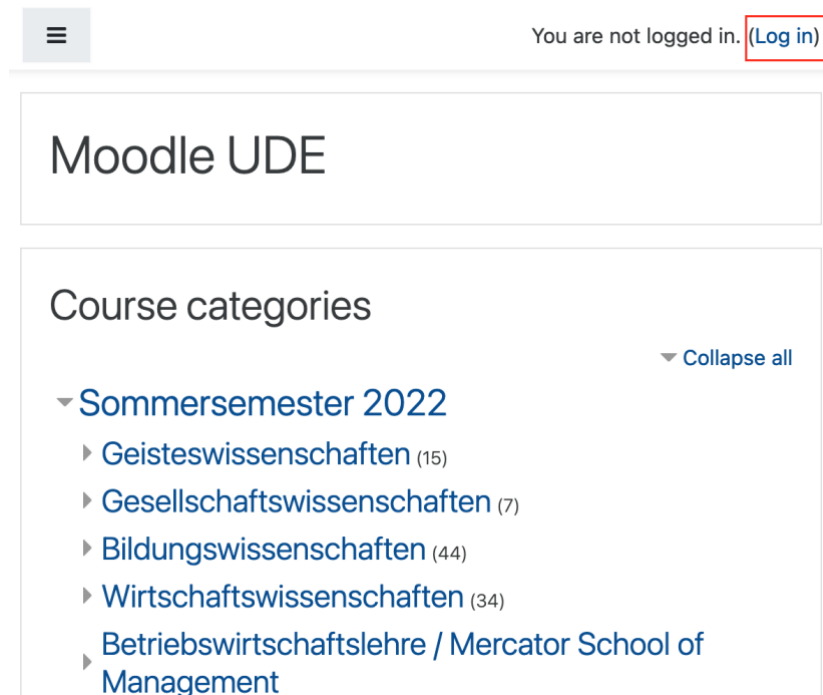 You are not logged in. (Log in)
Moodle UDE
Course categories
Collapse all
Sommersemester 2022
Geisteswissenschaften (15)
Gesellschaftswissenschaften (7)
Bildungswissenschaften (44)
Wirtschaftswissenschaften (34)
Betriebswirtschaftslehre / Mercator School of
Management